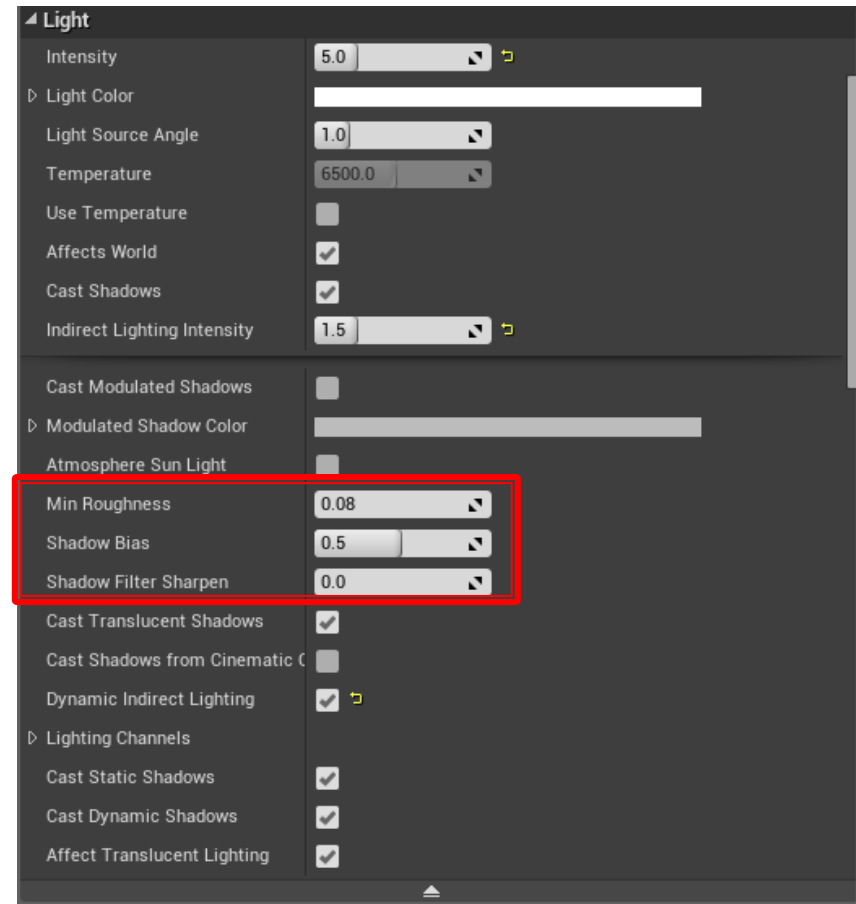 Light
Intensity 5.0
Light Color
Light Source Angle 1.0
Temperature 6500.0
Use Temperature
Affects World
Cast Shadows
Indirect Lighting Intensity 1.5
Cast Modulated Shadows
Modulated Shadow Color
Atmosphere Sun Light
Min Roughness 0.08
Shadow Bias 0.5
Shadow Filter Sharpen 0.0
Cast Translucent Shadows
Cast Shadows from Cinematic
Dynamic Indirect Lighting
Lighting Channels
Cast Static Shadows
Cast Dynamic Shadows
Affect Translucent Lighting